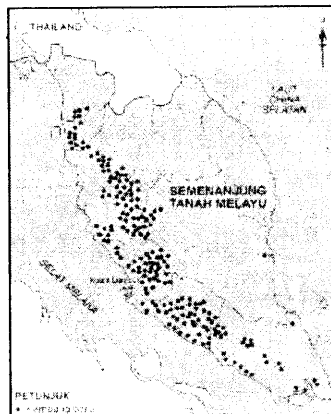 THAILAND
U
LAUT
CHINA
SELATAN
SEMENANJUNG
TANAH MELAYU
SELAT MELAKA
PETUNJUK